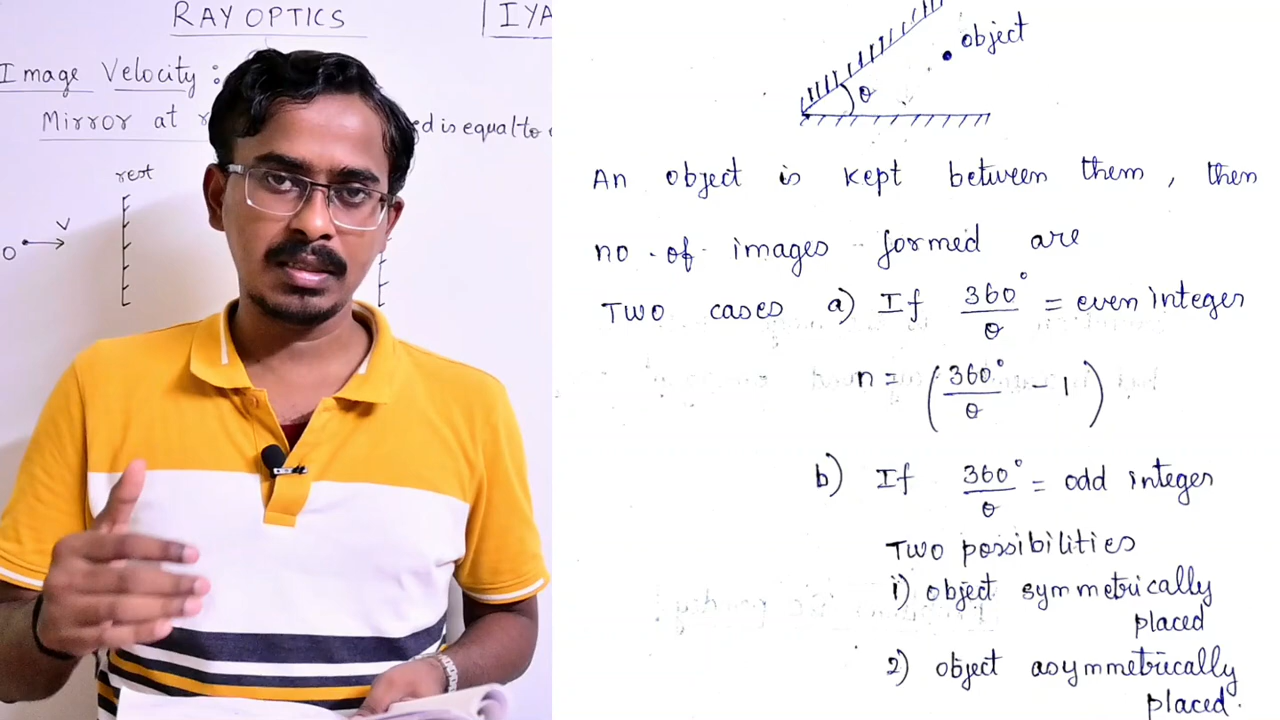 RAY OPTICS
IYA
Image Velocity :
Mirror at
ed is equal to
rest
v
O
object
θ
An object is kept between them, then
no. of images formed are
Two cases a) If 360°/θ = even integer
n = (360°/θ - 1)
b) If 360°/θ = odd integer
Two possibilities
1) object symmetrically
placed
2) object asymmetrically
placed.